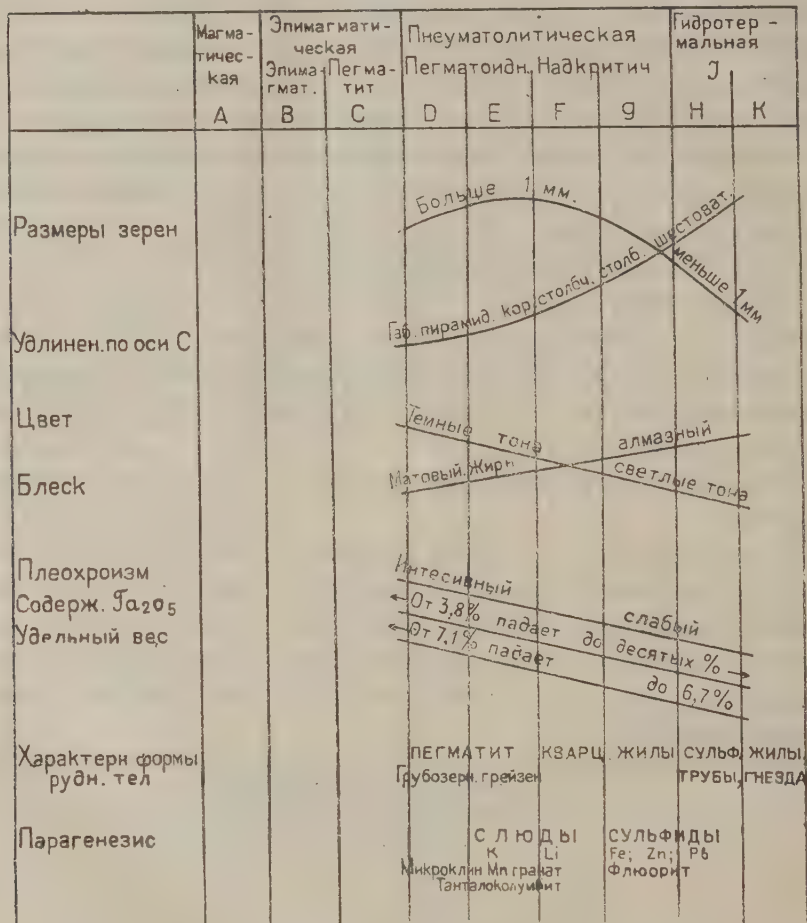 Магма-
тичес-
кая
A
Эпимагмати-
ческая
Эпима-
гмат.
B
Пегма-
тит
C
Пневматолитическая
Пегматоидн. Надкритич
D E F g
Гидротер-
мальная
J
H K
Размеры зерен
Больше 1 мм.
меньше 1 мм
Удлинен. по оси С
Габ. пирамид. кор. столбч. столб. шестоват.
Цвет
Темные тона
светлые тона
Блеск
Матовый. Жирн
алмазный
Плеохроизм
Интесивный
слабый
Содерж. Ta2O5
От 3,8% падает до десятых %
Удельный вес
От 7,1% падает до 6,7%
Характерн формы
рудн. тел
ПЕГМАТИТ КВАРЦ. ЖИЛЫ СУЛЬФ. ЖИЛЫ,
Грубозерн. грейзен ТРУБЫ, ГНЕЗДА
Парагенезис
СЛЮДЫ СУЛЬФИДЫ
K Li Fe; Zn; Pb
Микроклин Mn гранат Флюорит
Танталоколумбит